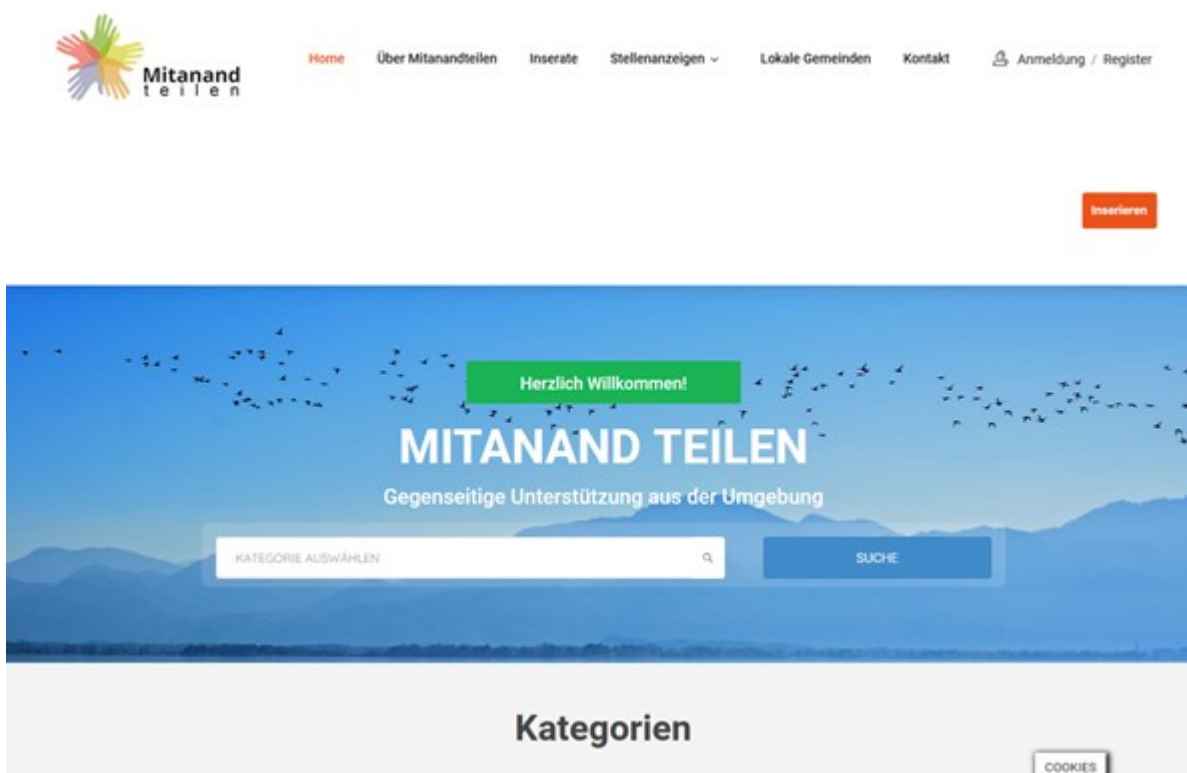 Mitanand
teilen
Home Über Mitanandteilen Inserate Stellenanzeigen Lokale Gemeinden Kontakt Anmeldung / Register
Inserieren
Herzlich Willkommen!
MITANAND TEILEN
Gegenseitige Unterstützung aus der Umgebung
KATEGORIE AUSWÄHLEN SUCHE
Kategorien
COOKIES